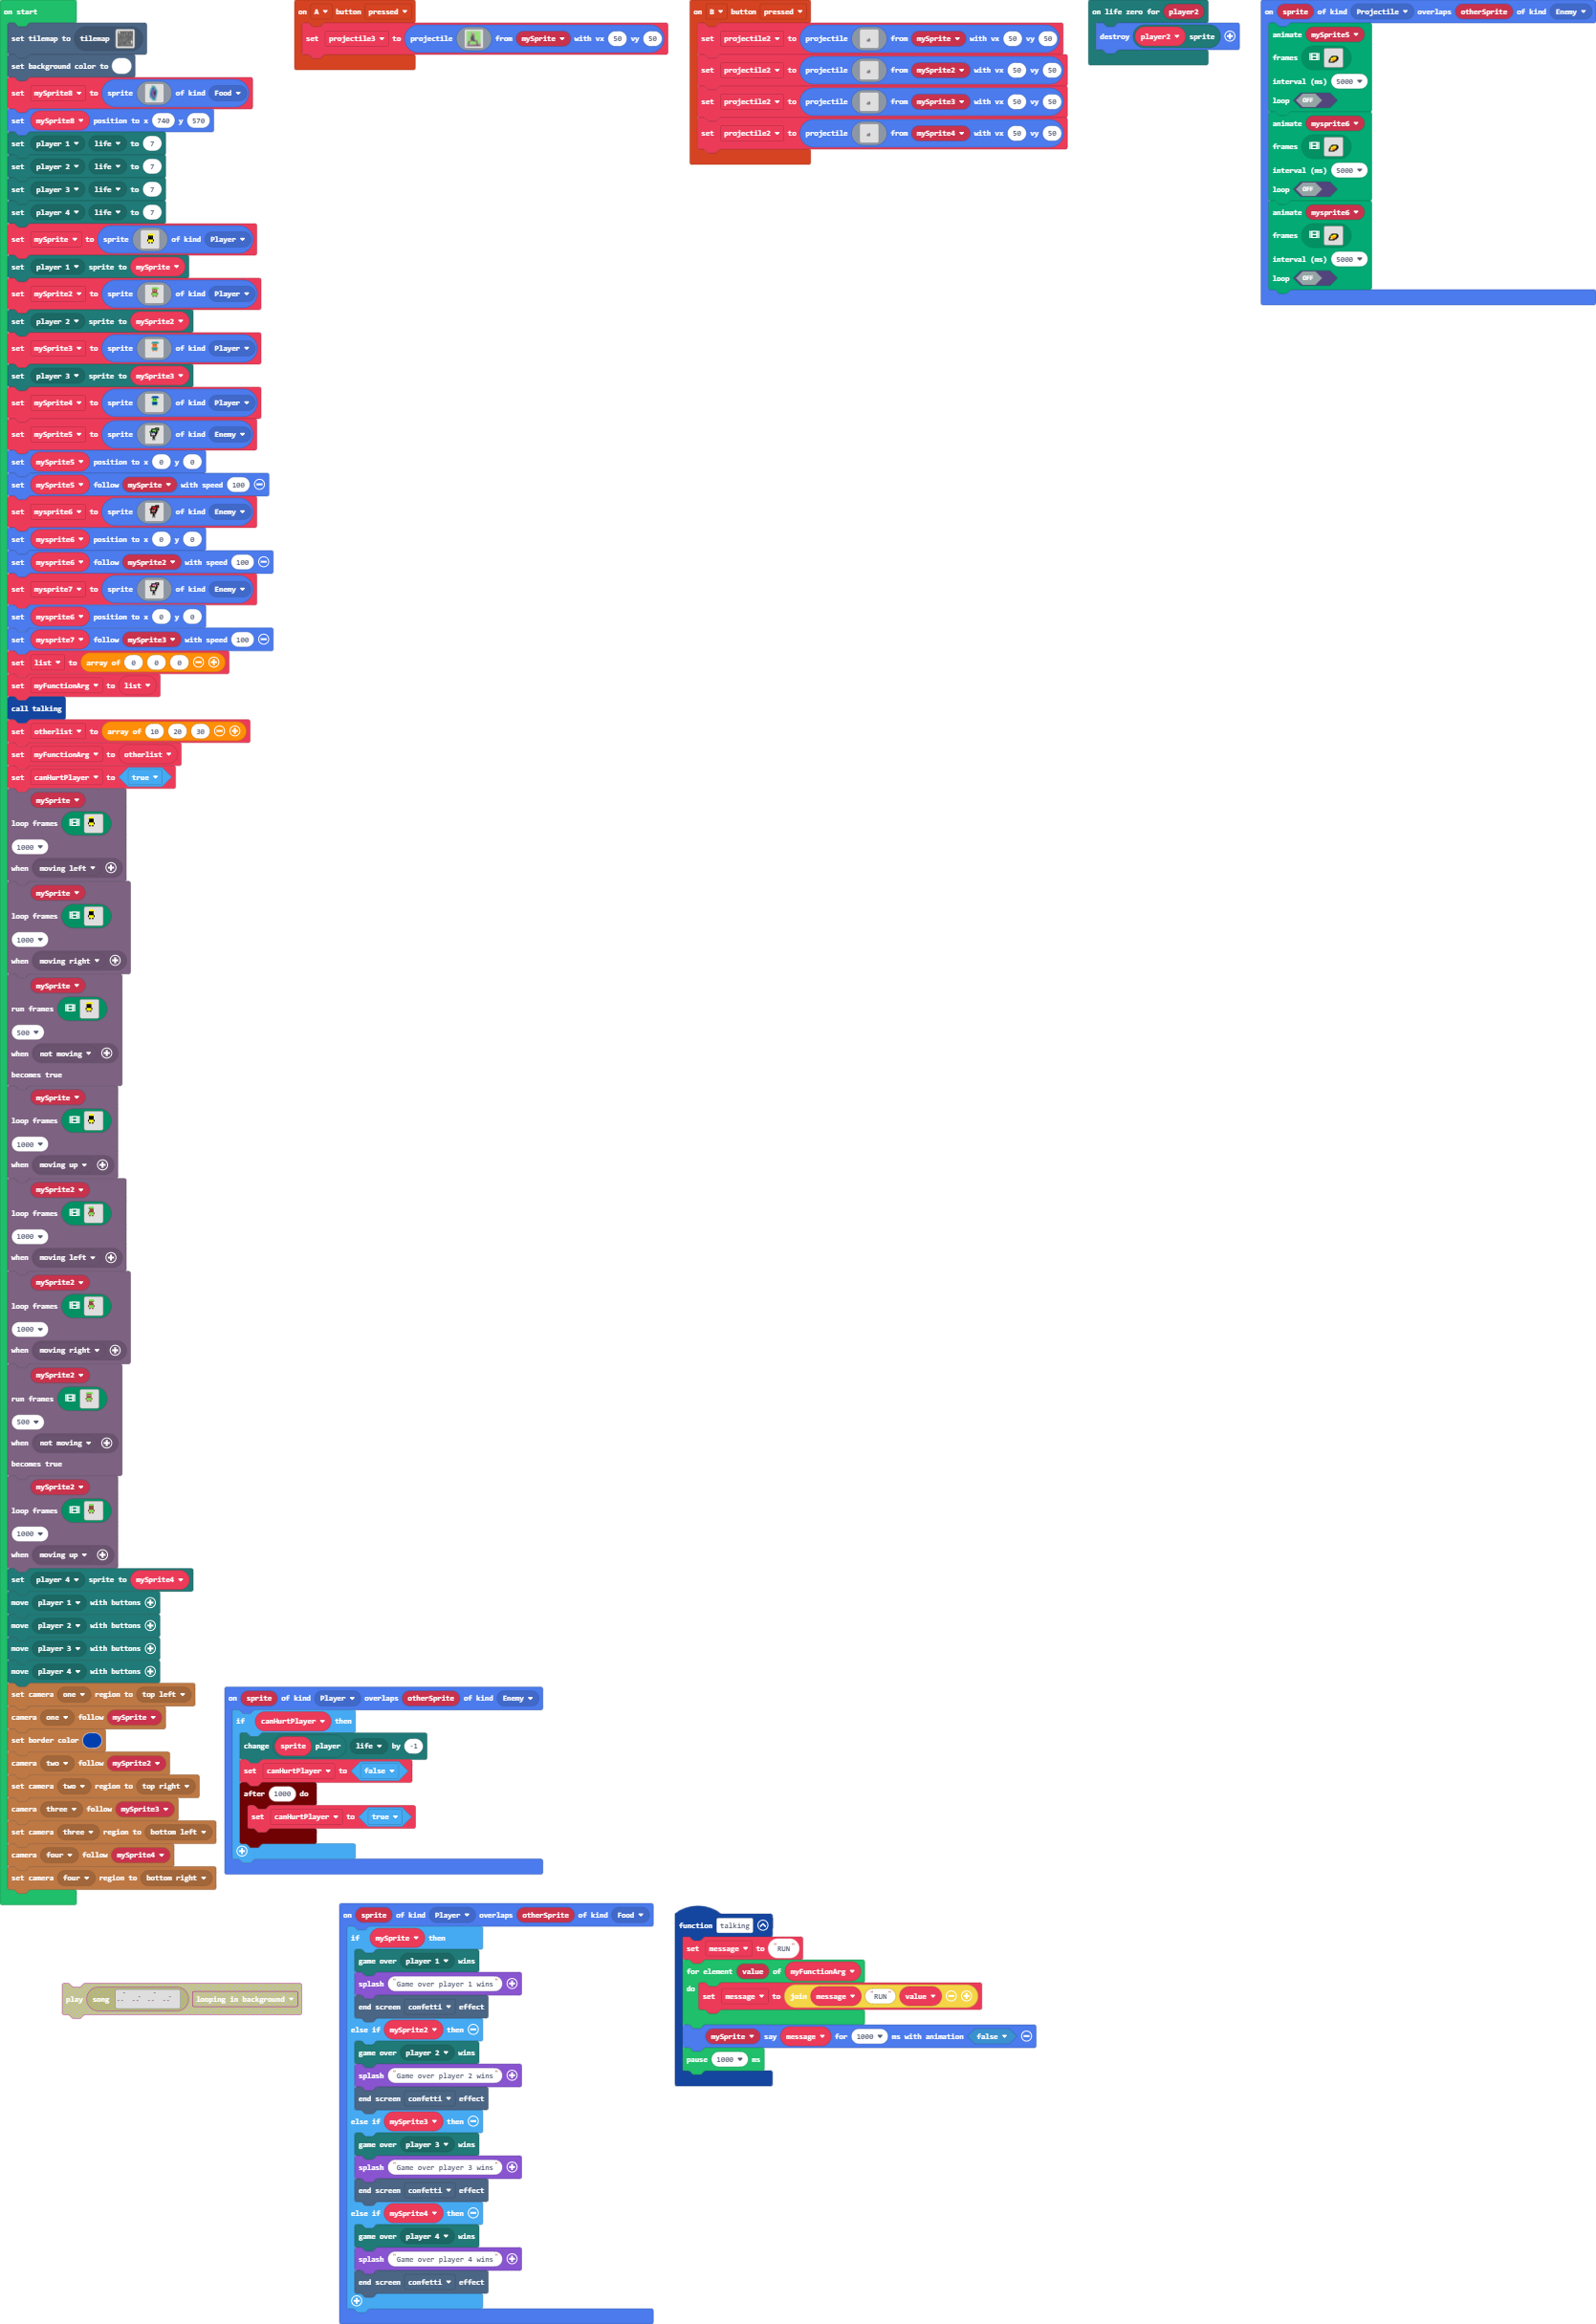 on start
set tilemap to tilemap
set background color to
set mySprite8 to sprite of kind Food
set mySprite8 position to x 740 y 570
set player 1 life to 7
set player 2 life to 7
set player 3 life to 7
set player 4 life to 7
set mySprite to sprite of kind Player
set player 1 sprite to mySprite
set mySprite2 to sprite of kind Player
set player 2 sprite to mySprite2
set mySprite3 to sprite of kind Player
set player 3 sprite to mySprite3
set mySprite4 to sprite of kind Player
set mySprite5 to sprite of kind Enemy
set mySprite5 position to x 0 y 0
set mySprite5 follow mySprite with speed 100
set mysprite6 to sprite of kind Enemy
set mysprite6 position to x 0 y 0
set mysprite6 follow mySprite2 with speed 100
set mysprite7 to sprite of kind Enemy
set mysprite6 position to x 0 y 0
set mysprite7 follow mySprite3 with speed 100
set list to array of 0 0 0
set myFunctionArg to list
call talking
set otherlist to array of 10 20 30
set myFunctionArg to otherlist
set canHurtPlayer to true
mySprite
loop frames
1000
when moving left
mySprite
loop frames
1000
when moving right
mySprite
run frames
500
when not moving
becomes true
mySprite
loop frames
1000
when moving up
mySprite2
loop frames
1000
when moving left
mySprite2
loop frames
1000
when moving right
mySprite2
run frames
500
when not moving
becomes true
mySprite2
loop frames
1000
when moving up
set player 4 sprite to mySprite4
move player 1 with buttons
move player 2 with buttons
move player 3 with buttons
move player 4 with buttons
set camera one region to top left
camera one follow mySprite
set border color
camera two follow mySprite2
set camera two region to top right
camera three follow mySprite3
set camera three region to bottom left
camera four follow mySprite4
set camera four region to bottom right
on A button pressed
set projectile3 to projectile from mySprite with vx 50 vy 50
on B button pressed
set projectile2 to projectile from mySprite with vx 50 vy 50
set projectile2 to projectile from mySprite2 with vx 50 vy 50
set projectile2 to projectile from mySprite3 with vx 50 vy 50
set projectile2 to projectile from mySprite4 with vx 50 vy 50
on life zero for player2
destroy player2 sprite
on sprite of kind Projectile overlaps otherSprite of kind Enemy
animate mySprite5
frames
interval (ms) 5000
loop OFF
animate mysprite6
frames
interval (ms) 5000
loop OFF
animate mysprite6
frames
interval (ms) 5000
loop OFF
on sprite of kind Player overlaps otherSprite of kind Enemy
if canHurtPlayer then
change sprite player life by -1
set canHurtPlayer to false
after 1000 do
set canHurtPlayer to true
play song looping in background
on sprite of kind Player overlaps otherSprite of kind Food
if mySprite then
game over player 1 wins
splash "Game over player 1 wins"
end screen confetti effect
else if mySprite2 then
game over player 2 wins
splash "Game over player 2 wins"
end screen confetti effect
else if mySprite3 then
game over player 3 wins
splash "Game over player 3 wins"
end screen confetti effect
else if mySprite4 then
game over player 4 wins
splash "Game over player 4 wins"
end screen confetti effect
function talking
set message to "RUN"
for element value of myFunctionArg
do set message to join message "RUN" value
mySprite say message for 1000 ms with animation false
pause 1000 ms